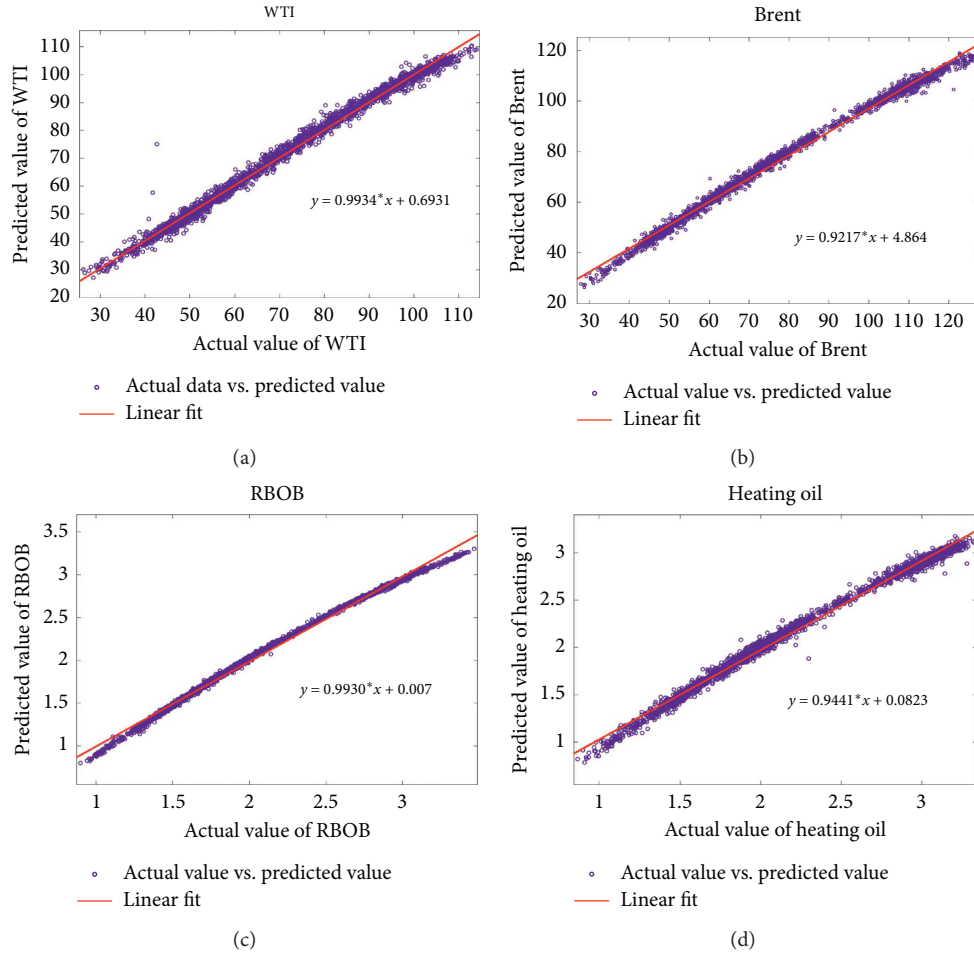 WTI
Predicted value of WTI
110
100
90
80
70
60
50
40
30
20
y = 0.9934*x + 0.6931
30 40 50 60 70 80 90 100 110
Actual value of WTI
Actual data vs. predicted value
Linear fit
(a)
Brent
Predicted value of Brent
120
100
80
60
40
20
y = 0.9217*x + 4.864
30 40 50 60 70 80 90 100 110 120
Actual value of Brent
Actual value vs. predicted value
Linear fit
(b)
RBOB
Predicted value of RBOB
3.5
3
2.5
2
1.5
1
y = 0.9930*x + 0.007
1 1.5 2 2.5 3
Actual value of RBOB
Actual value vs. predicted value
Linear fit
(c)
Heating oil
Predicted value of heating oil
3
2.5
2
1.5
1
y = 0.9441*x + 0.0823
1 1.5 2 2.5 3
Actual value of heating oil
Actual value vs. predicted value
Linear fit
(d)